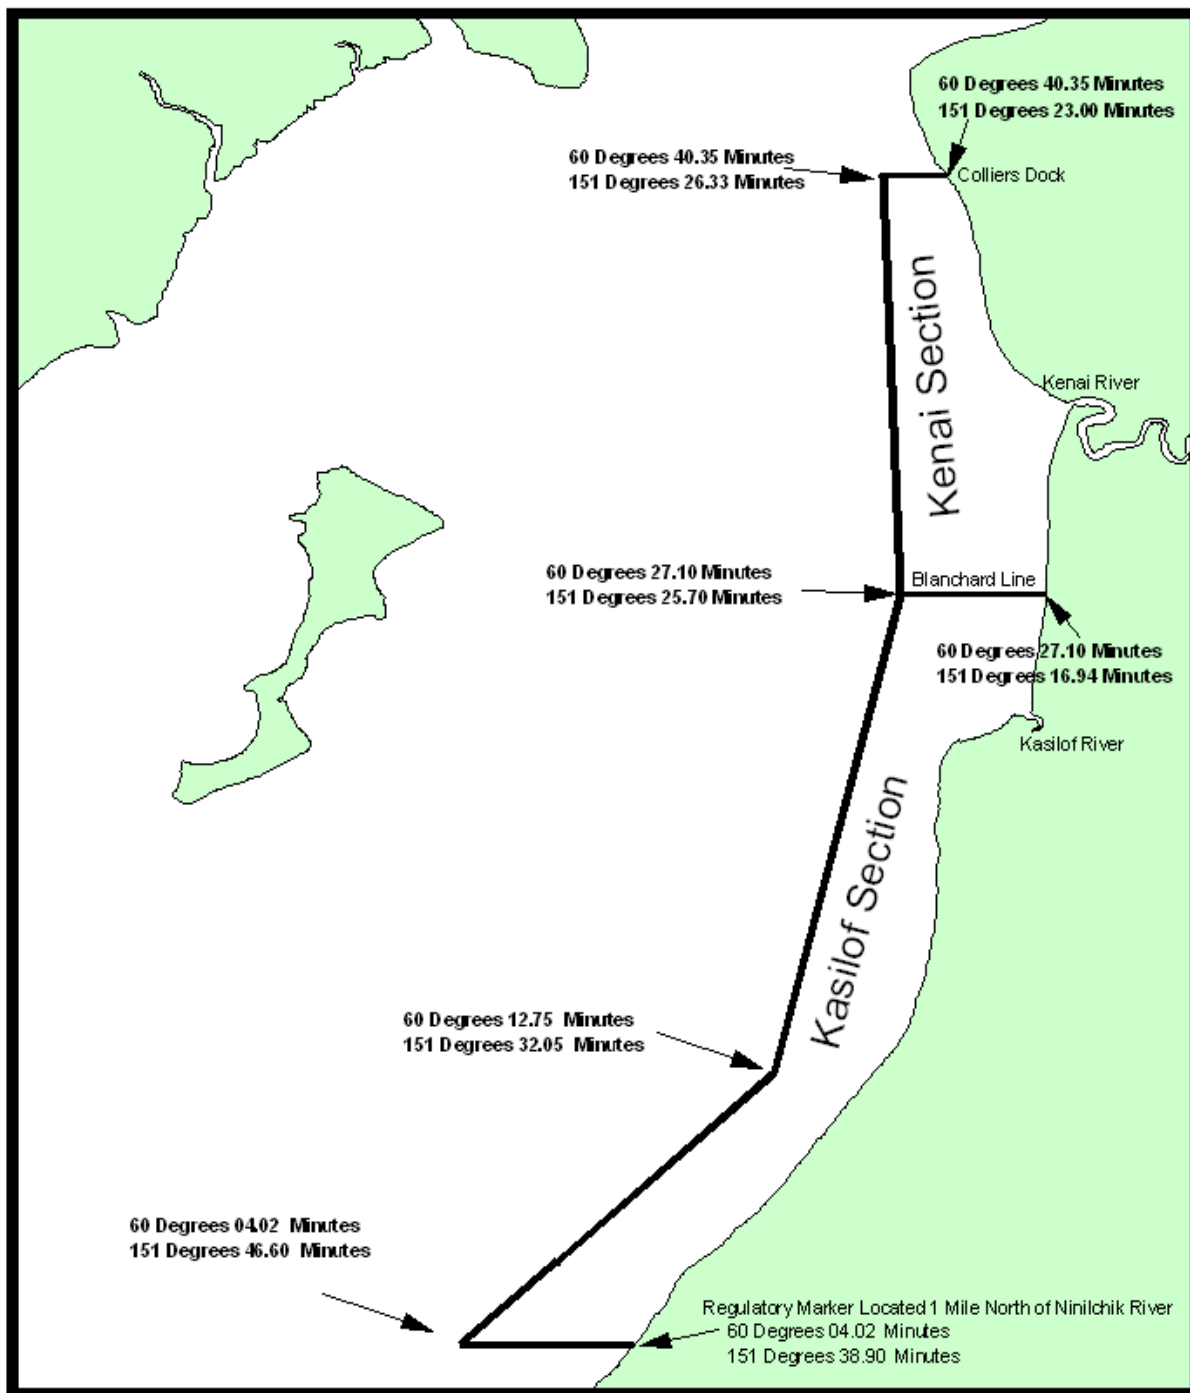 60 Degrees 40.35 Minutes
151 Degrees 23.00 Minutes
60 Degrees 40.35 Minutes
151 Degrees 26.33 Minutes
Colliers Dock
Kenai Section
Kenai River
60 Degrees 27.10 Minutes
151 Degrees 25.70 Minutes
Blanchard Line
60 Degrees 27.10 Minutes
151 Degrees 16.94 Minutes
Kasilof River
Kasilof Section
60 Degrees 12.75 Minutes
151 Degrees 32.05 Minutes
60 Degrees 04.02 Minutes
151 Degrees 46.60 Minutes
Regulatory Marker Located 1 Mile North of Ninilchik River
60 Degrees 04.02 Minutes
151 Degrees 38.90 Minutes